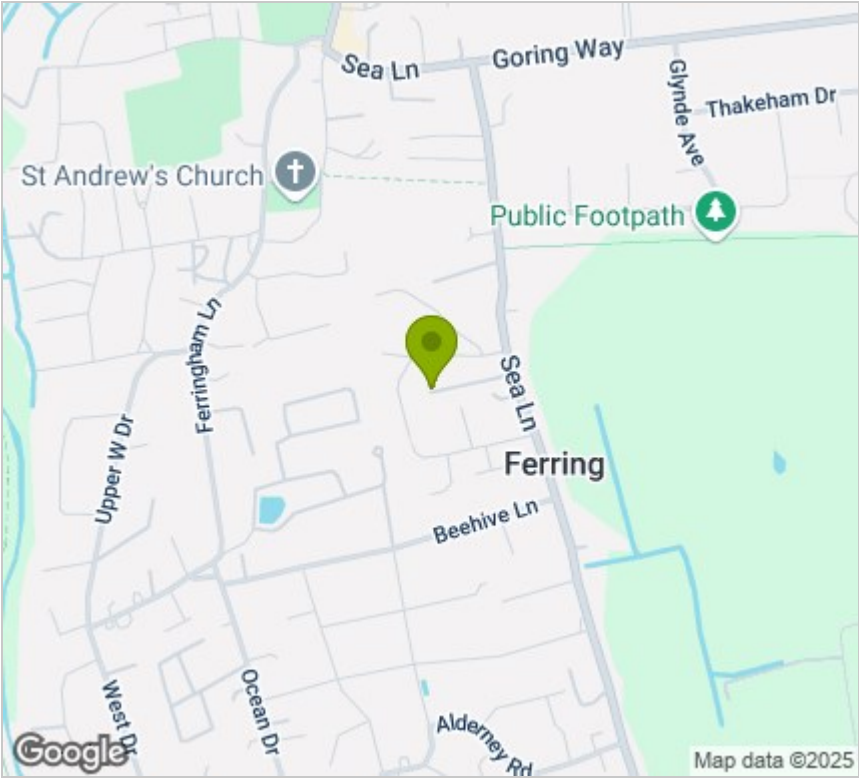 Sea Ln
Goring Way
Glynde Ave
Thakeham Dr
St Andrew's Church
Public Footpath
Ferringham Ln
Sea Ln
Upper W Dr
Ferring
Beehive Ln
West Dr
Ocean Dr
Alderney Rd
Google
Map data ©2025